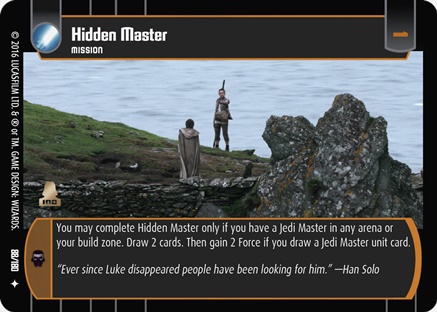 Hidden Master
1
MISSION
© 2016 LUCASFILM LTD. & ® or TM. GAME DESIGN: WIZARDS.
You may complete Hidden Master only if you have a Jedi Master in any arena or
your build zone. Draw 2 cards. Then gain 2 Force if you draw a Jedi Master unit card.
"Ever since Luke disappeared people have been looking for him." —Han Solo